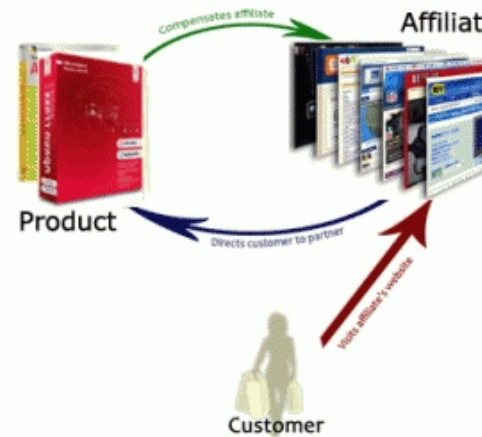 Compensates affiliate
Affiliat
Product
Directs customer to partner
Visits affiliate's website
Customer